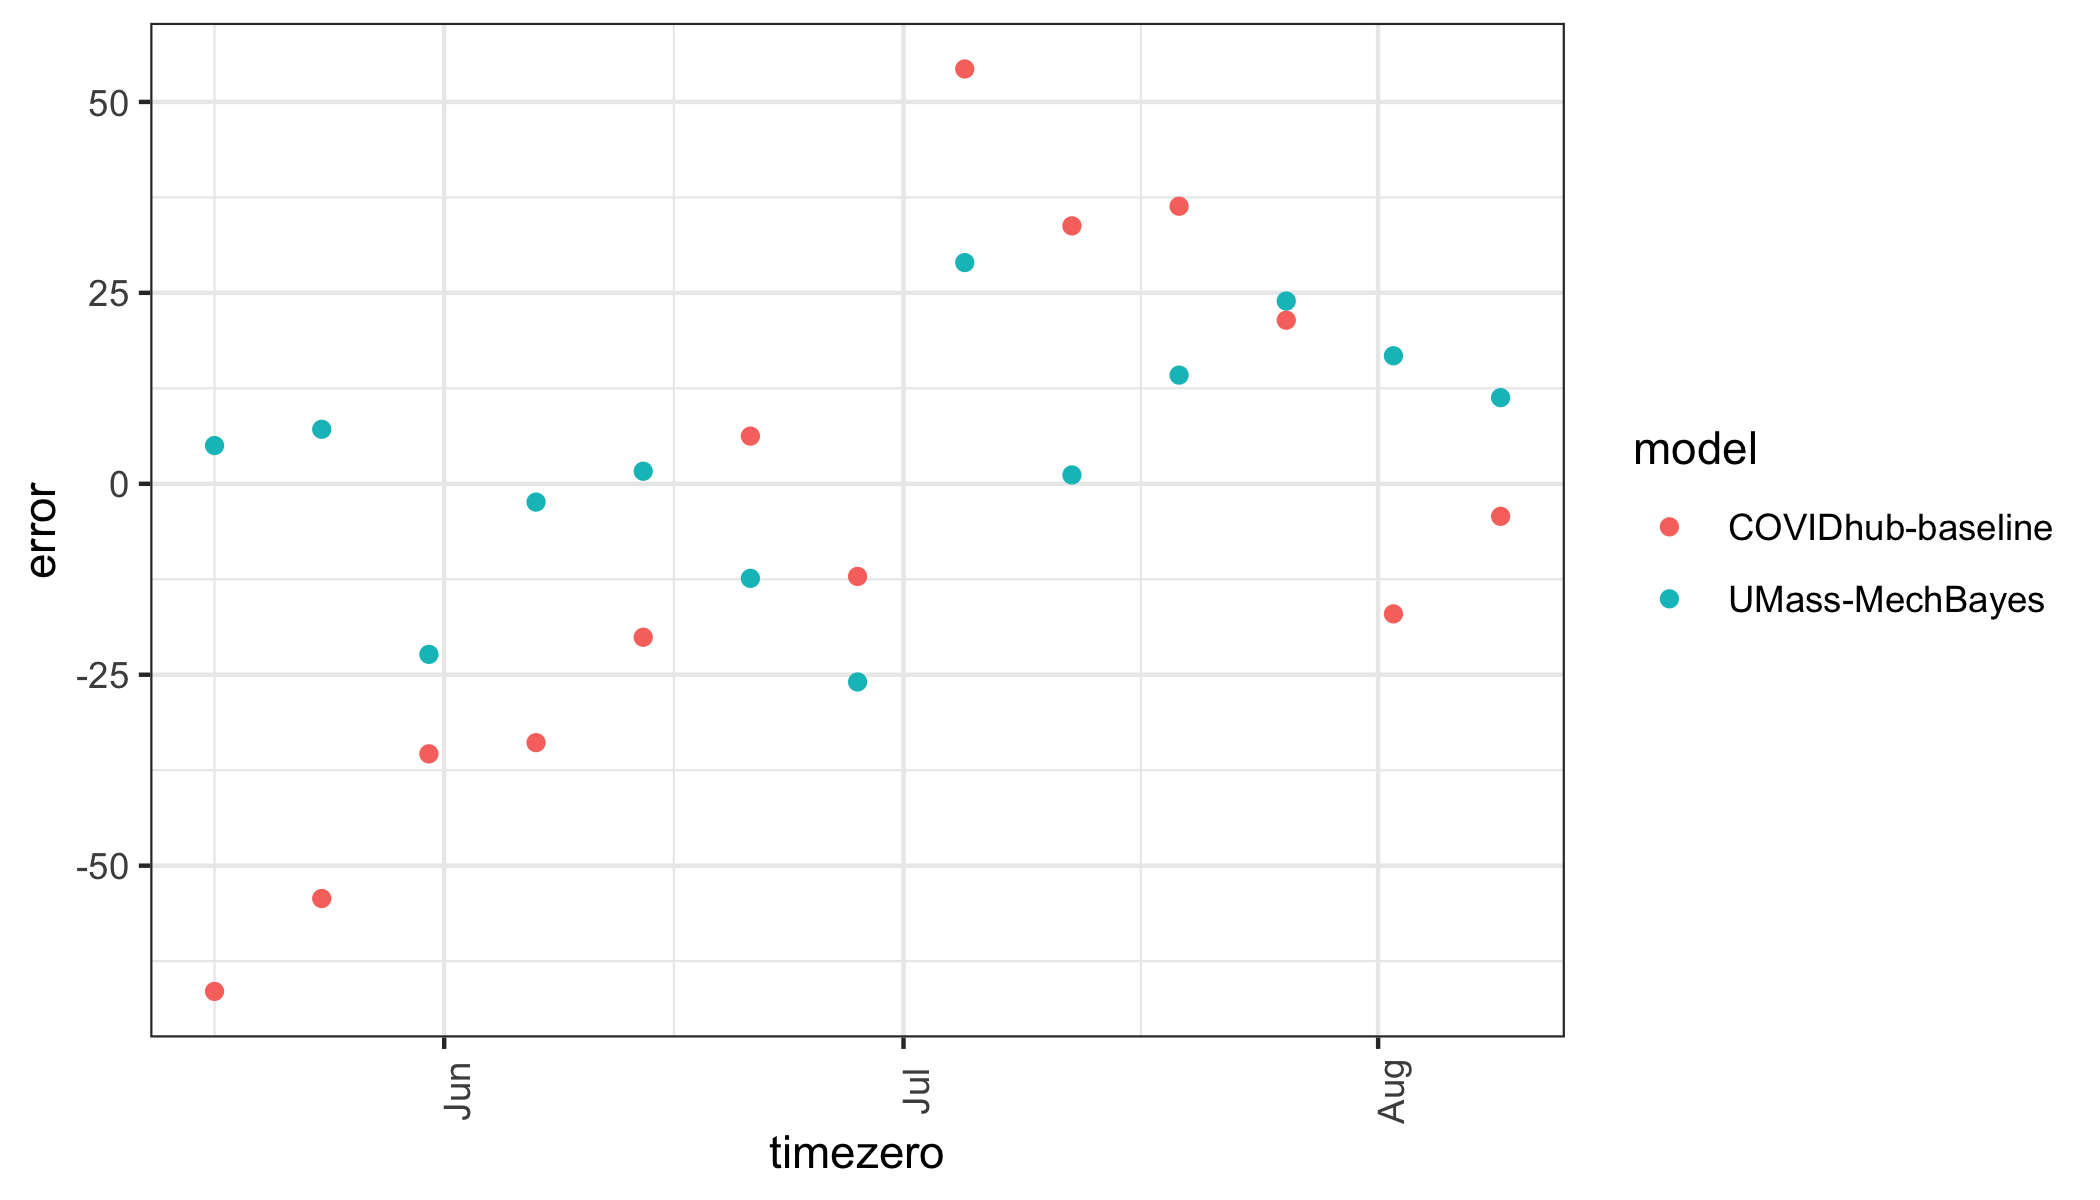 50
25
0
-25
-50
error
Jun
Jul
Aug
timezero
model
COVIDhub-baseline
UMass-MechBayes